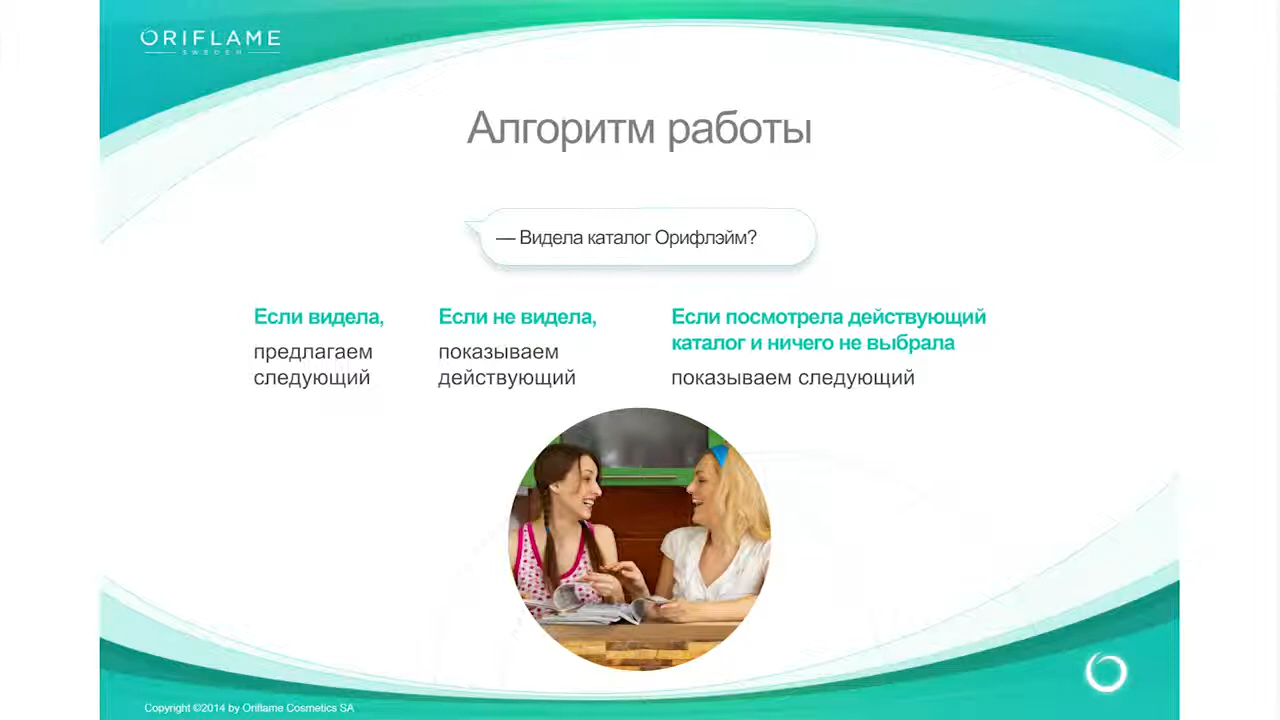 ORIFLAME
SWEDEN
Алгоритм работы
— Видела каталог Орифлэйм?
Если видела,
предлагаем
следующий
Если не видела,
показываем
действующий
Если посмотрела действующий
каталог и ничего не выбрала
показываем следующий
Copyright ©2014 by Oriflame Cosmetics SA